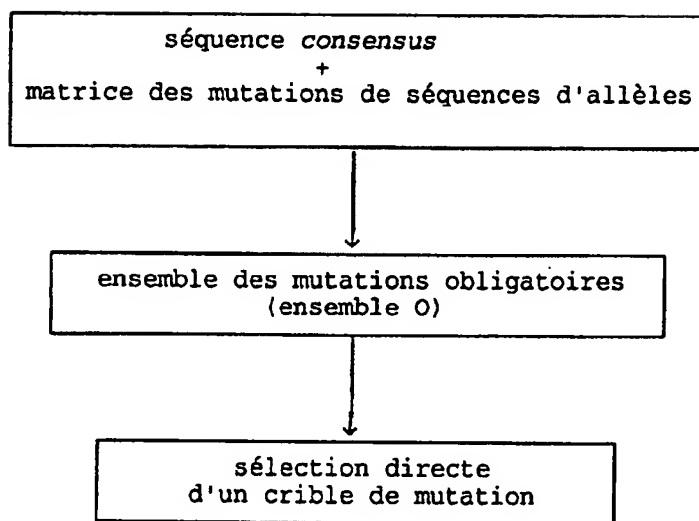 séquence consensus
+
matrice des mutations de séquences d'allèles
ensemble des mutations obligatoires
(ensemble O)
sélection directe
d'un crible de mutation